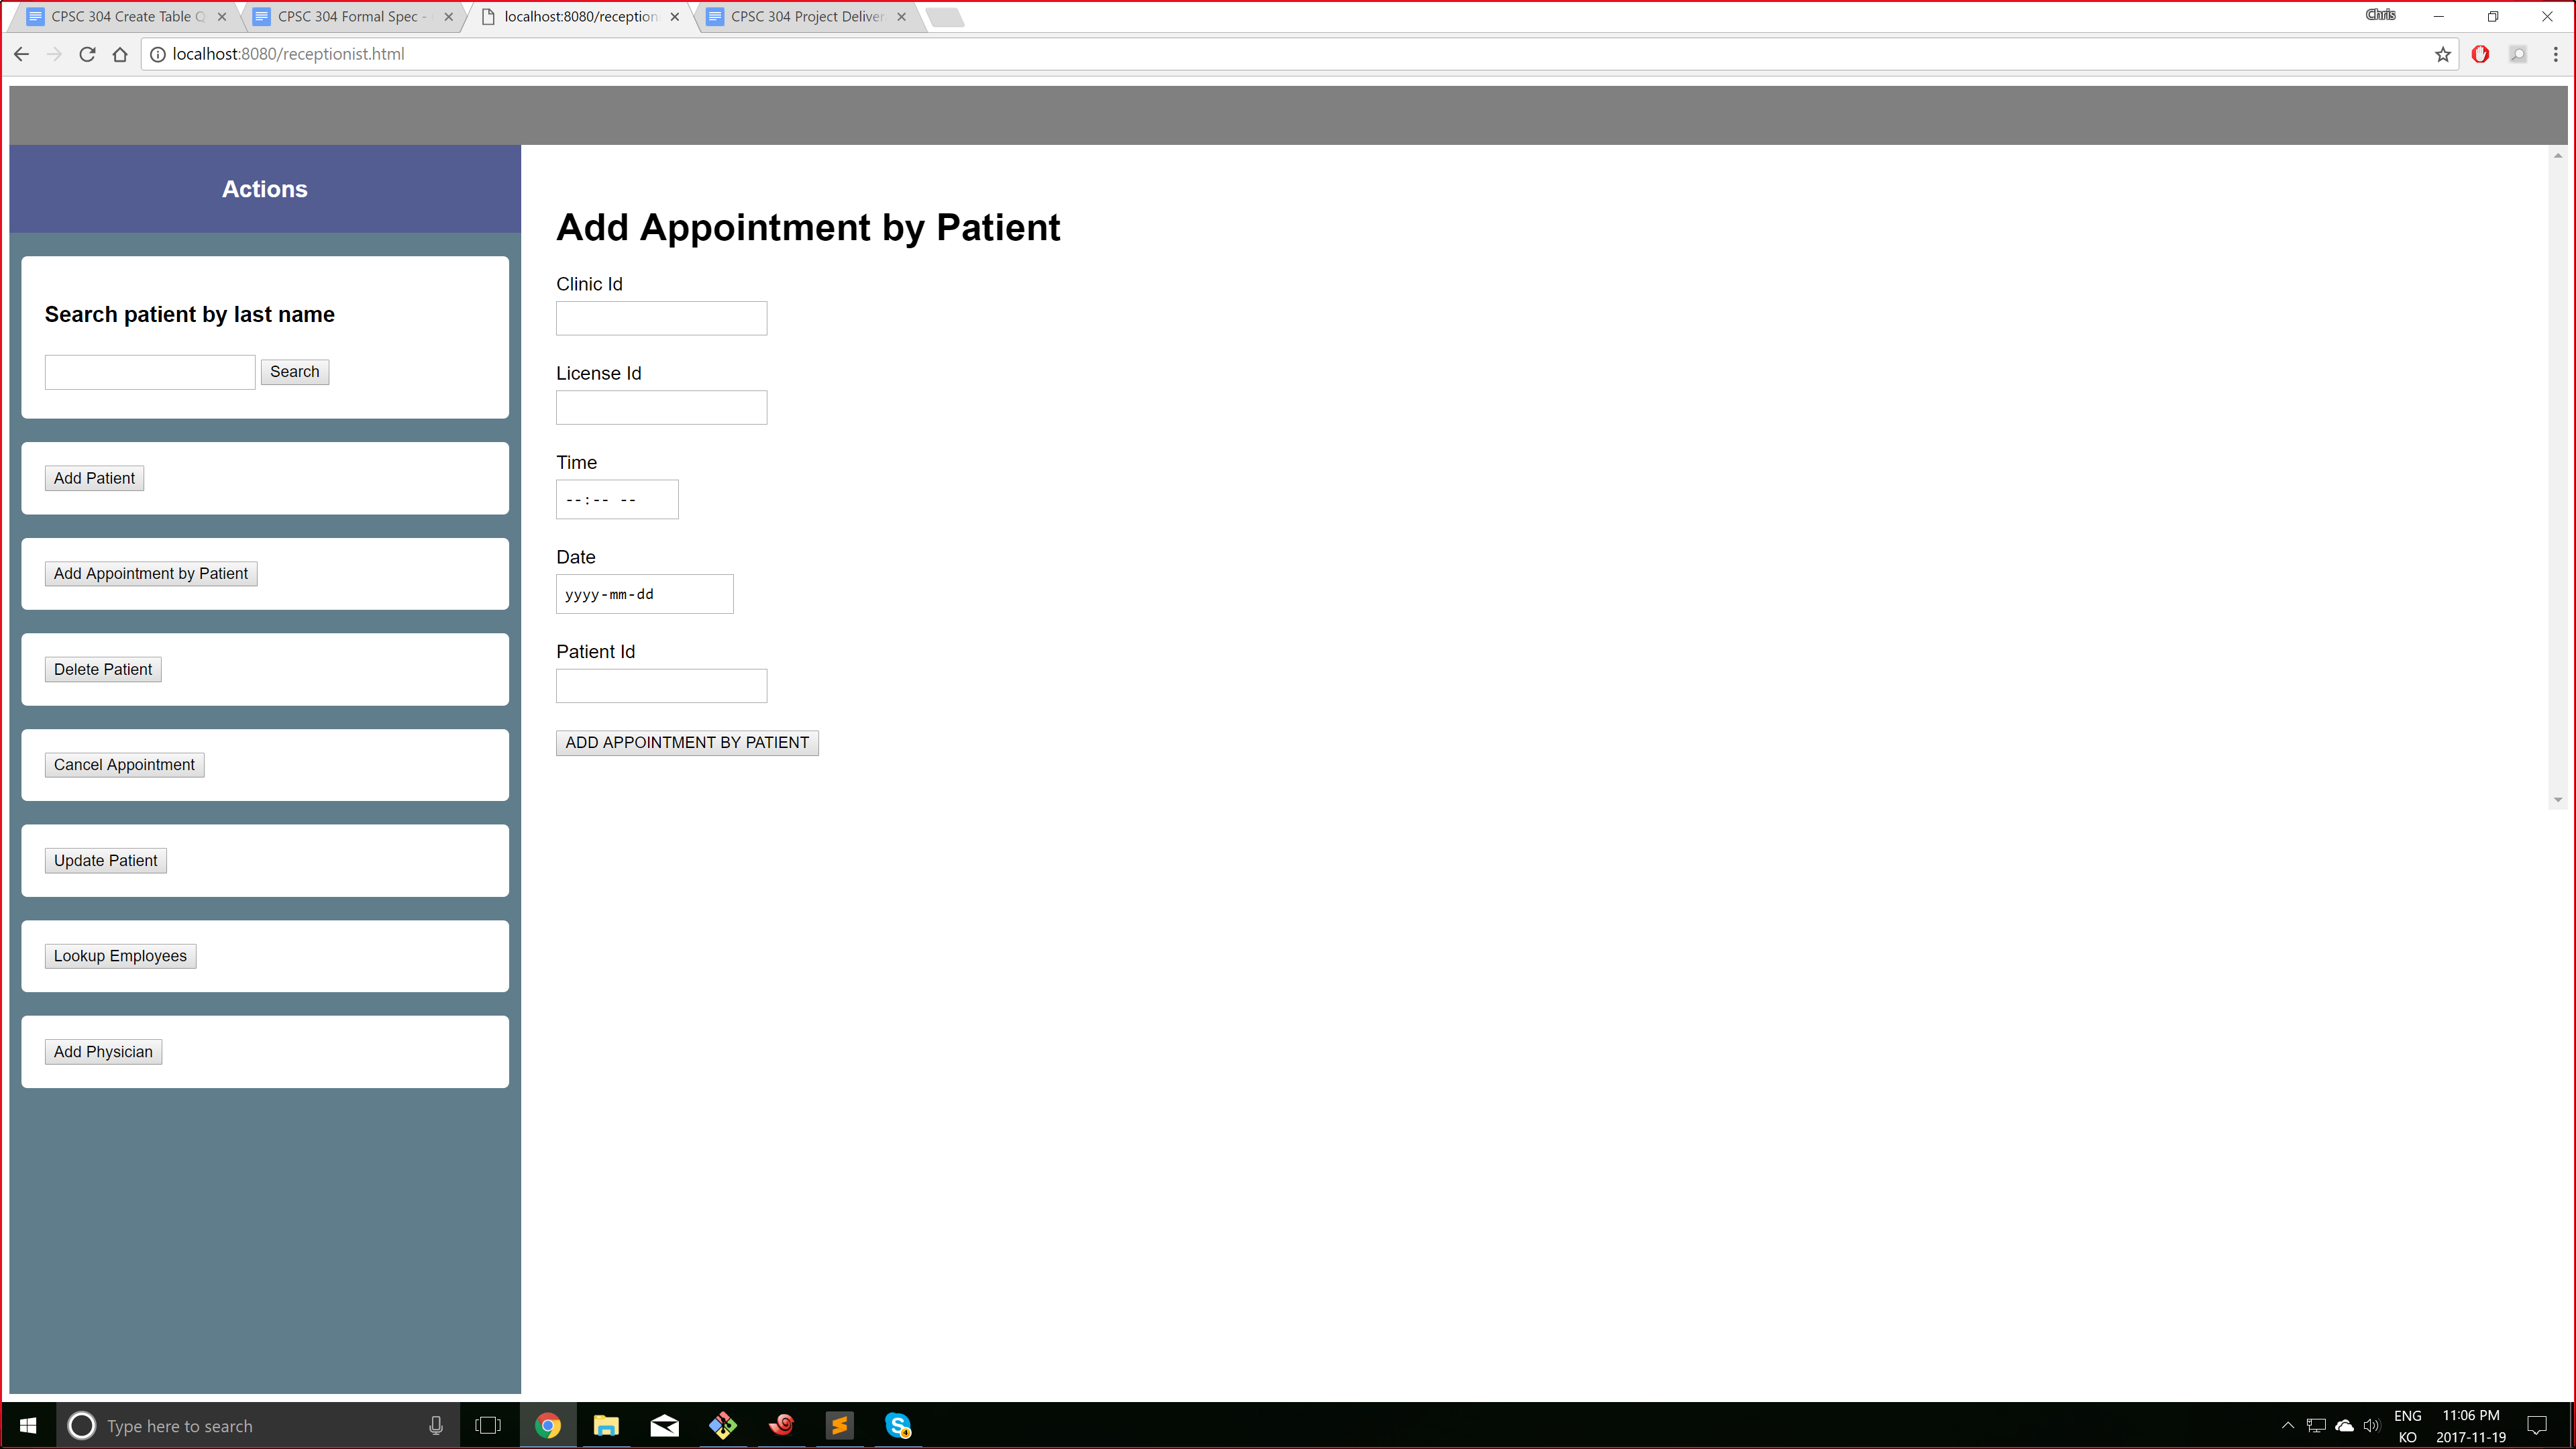 CPSC 304 Create Table Q
CPSC 304 Formal Spec -
localhost:8080/reception
CPSC 304 Project Deliver
Chris
localhost:8080/receptionist.html
Actions
Search patient by last name
Search
Add Patient
Add Appointment by Patient
Delete Patient
Cancel Appointment
Update Patient
Lookup Employees
Add Physician
Add Appointment by Patient
Clinic Id
License Id
Time
--:-- --
Date
yyyy-mm-dd
Patient Id
ADD APPOINTMENT BY PATIENT
Type here to search
4
ENG
KO
11:06 PM
2017-11-19